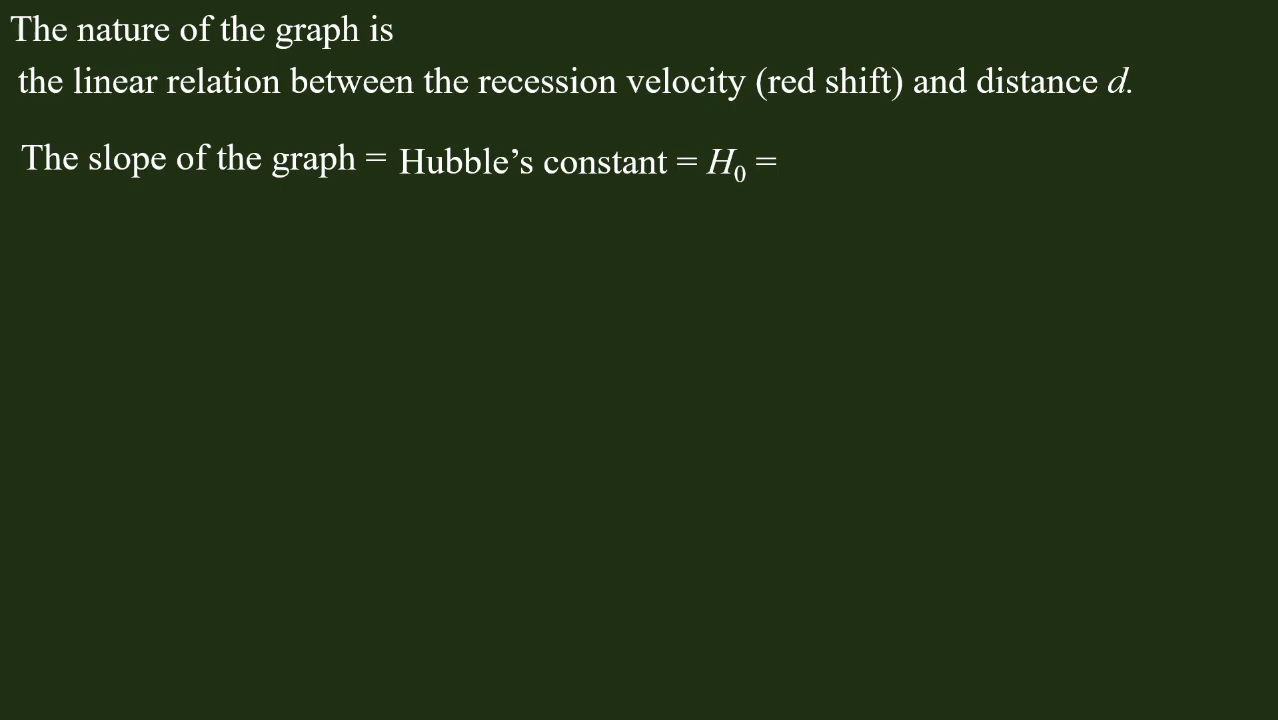 The nature of the graph is
the linear relation between the recession velocity (red shift) and distance d.
The slope of the graph = Hubble’s constant = H₀ =